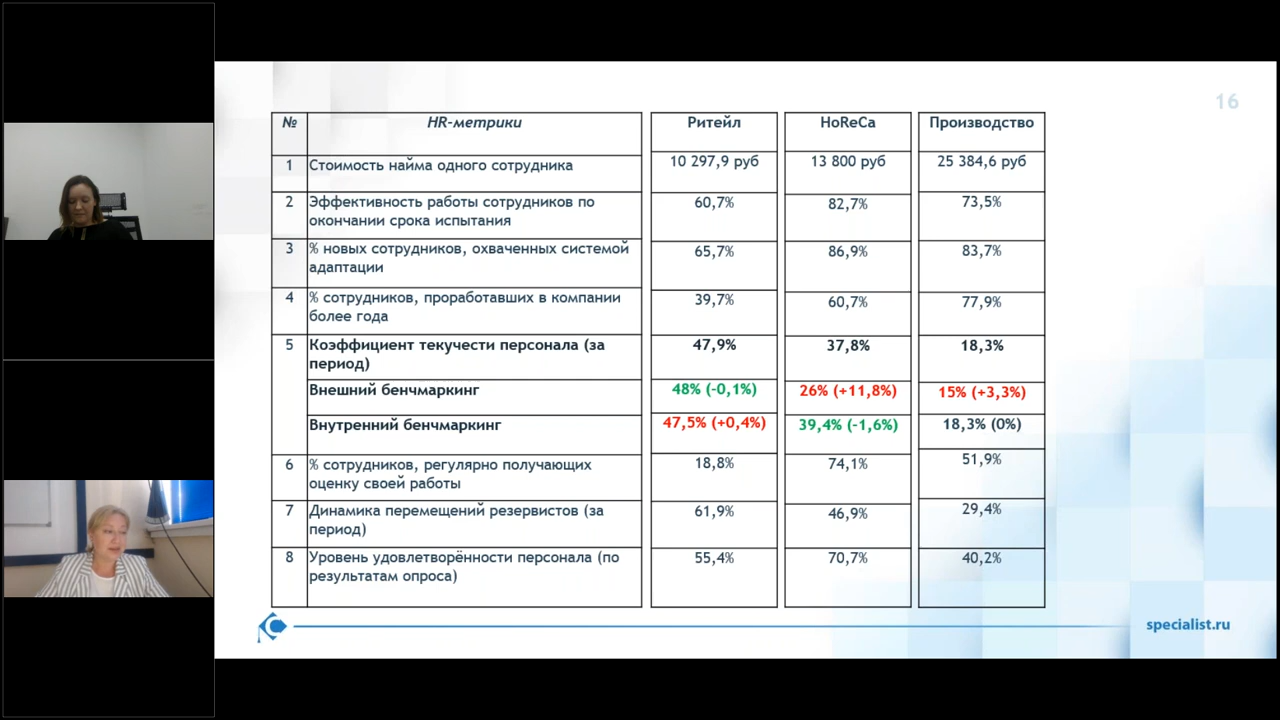 16
№ HR-метрики Ритейл HoReCa Производство
1 Стоимость найма одного сотрудника 10 297,9 руб 13 800 руб 25 384,6 руб
2 Эффективность работы сотрудников по 60,7% 82,7% 73,5%
окончании срока испытания
3 % новых сотрудников, охваченных системой 65,7% 86,9% 83,7%
адаптации
4 % сотрудников, проработавших в компании 39,7% 60,7% 77,9%
более года
5 Коэффициент текучести персонала (за 47,9% 37,8% 18,3%
период)
Внешний бенчмаркинг 48% (-0,1%) 26% (+11,8%) 15% (+3,3%)
Внутренний бенчмаркинг 47,5% (+0,4%) 39,4% (-1,6%) 18,3% (0%)
6 % сотрудников, регулярно получающих 18,8% 74,1% 51,9%
оценку своей работы
7 Динамика перемещений резервистов (за 61,9% 46,9% 29,4%
период)
8 Уровень удовлетворённости персонала (по 55,4% 70,7% 40,2%
результатам опроса)
specialist.ru